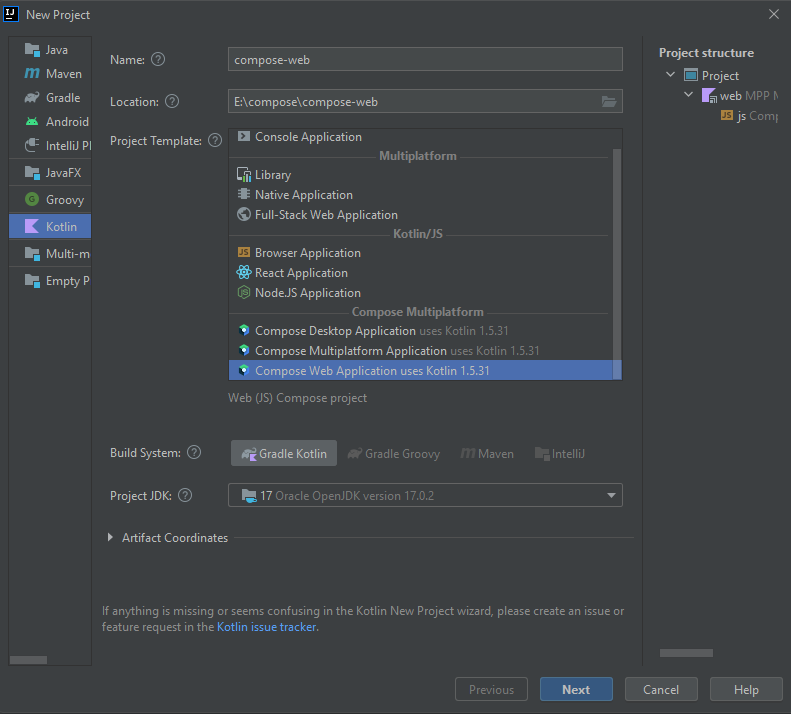 New Project
Java
Maven
Gradle
Android
IntelliJ Pl
JavaFX
Groovy
Kotlin
Multi-m
Empty P
Name:
compose-web
Location:
E:\compose\compose-web
Project Template:
Console Application
Multiplatform
Library
Native Application
Full-Stack Web Application
Kotlin/JS
Browser Application
React Application
Node.JS Application
Compose Multiplatform
Compose Desktop Application uses Kotlin 1.5.31
Compose Multiplatform Application uses Kotlin 1.5.31
Compose Web Application uses Kotlin 1.5.31
Web (JS) Compose project
Build System:
Gradle Kotlin
Gradle Groovy
Maven
IntelliJ
Project JDK:
17 Oracle OpenJDK version 17.0.2
Artifact Coordinates
If anything is missing or seems confusing in the Kotlin New Project wizard, please create an issue or
feature request in the Kotlin issue tracker.
Project structure
Project
web MPP M
js Comp
Previous
Next
Cancel
Help